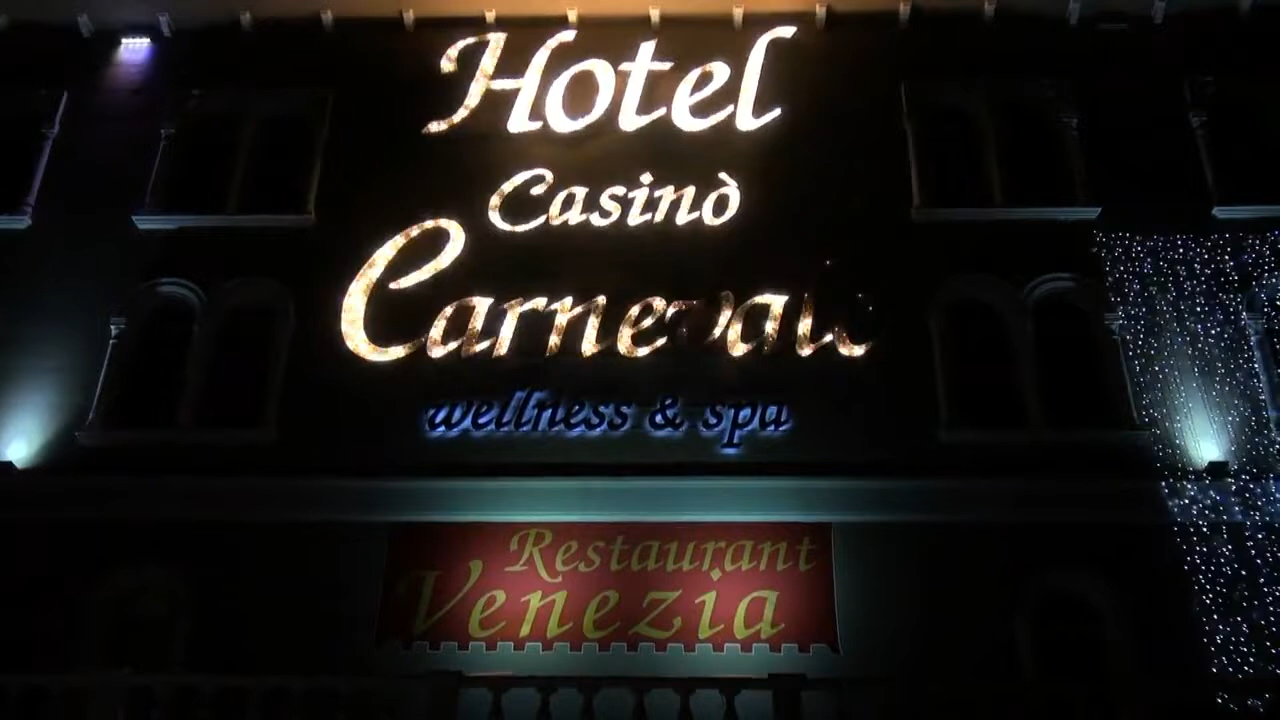 Hotel
Casinò
Carnevale
wellness & spa
Restaurant
Venezia